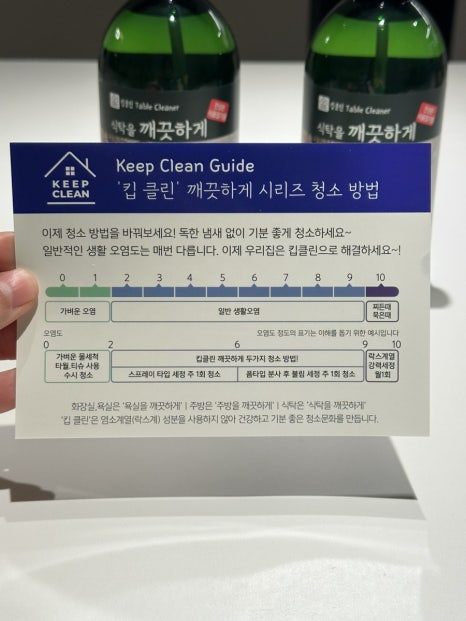 킵클린 Table Cleaner
식탁을 깨끗하게
킵클린 Table Cleaner
식탁을 깨끗하게
KEEP
CLEAN
Keep Clean Guide
'킵 클린' 깨끗하게 시리즈 청소 방법
이제 청소 방법을 바꿔보세요! 독한 냄새 없이 기분 좋게 청소하세요~
일반적인 생활 오염도는 매번 다릅니다. 이제 우리집은 킵클린으로 해결하세요~!
0 1 2 3 4 5 6 7 8 9 10
가벼운 오염 일반 생활오염 찌든때
묵은때
오염도 오염도 정도의 표기는 이해를 돕기 위한 예시입니다
0 2 6 9 10
가벼운 물세척
타월,티슈 사용
수시 청소
킵클린 깨끗하게 두가지 청소 방법!
스프레이 타입 세정 주 1회 청소 폼타입 분사 후 불림 세정 주 1회 청소
락스계열
강력세정
월1회
화장실,욕실은 '욕실을 깨끗하게' | 주방은 '주방을 깨끗하게' | 식탁은 '식탁을 깨끗하게'
'킵 클린'은 염소계열(락스계) 성분을 사용하지 않아 건강하고 기분 좋은 청소문화를 만듭니다.